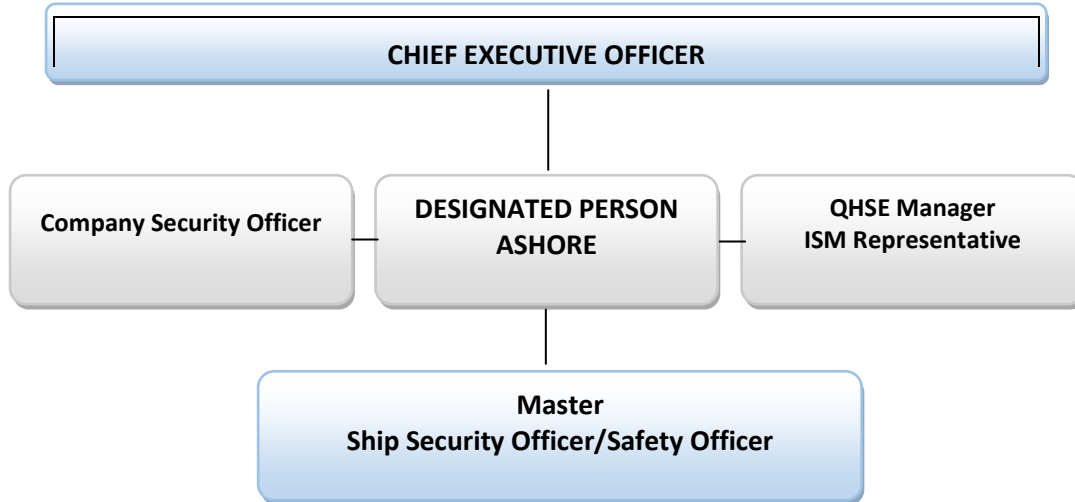 CHIEF EXECUTIVE OFFICER
Company Security Officer
DESIGNATED PERSON
ASHORE
QHSE Manager
ISM Representative
Master
Ship Security Officer/Safety Officer